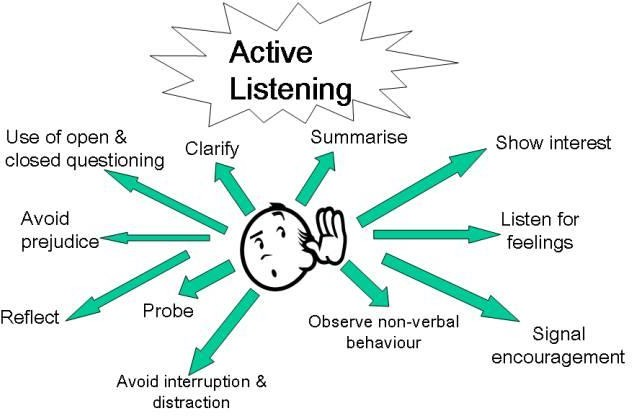 Active
Listening
Use of open &
closed questioning
Clarify
Summarise
Show interest
Avoid
prejudice
Listen for
feelings
Reflect
Probe
Observe non-verbal
behaviour
Signal
encouragement
Avoid interruption &
distraction